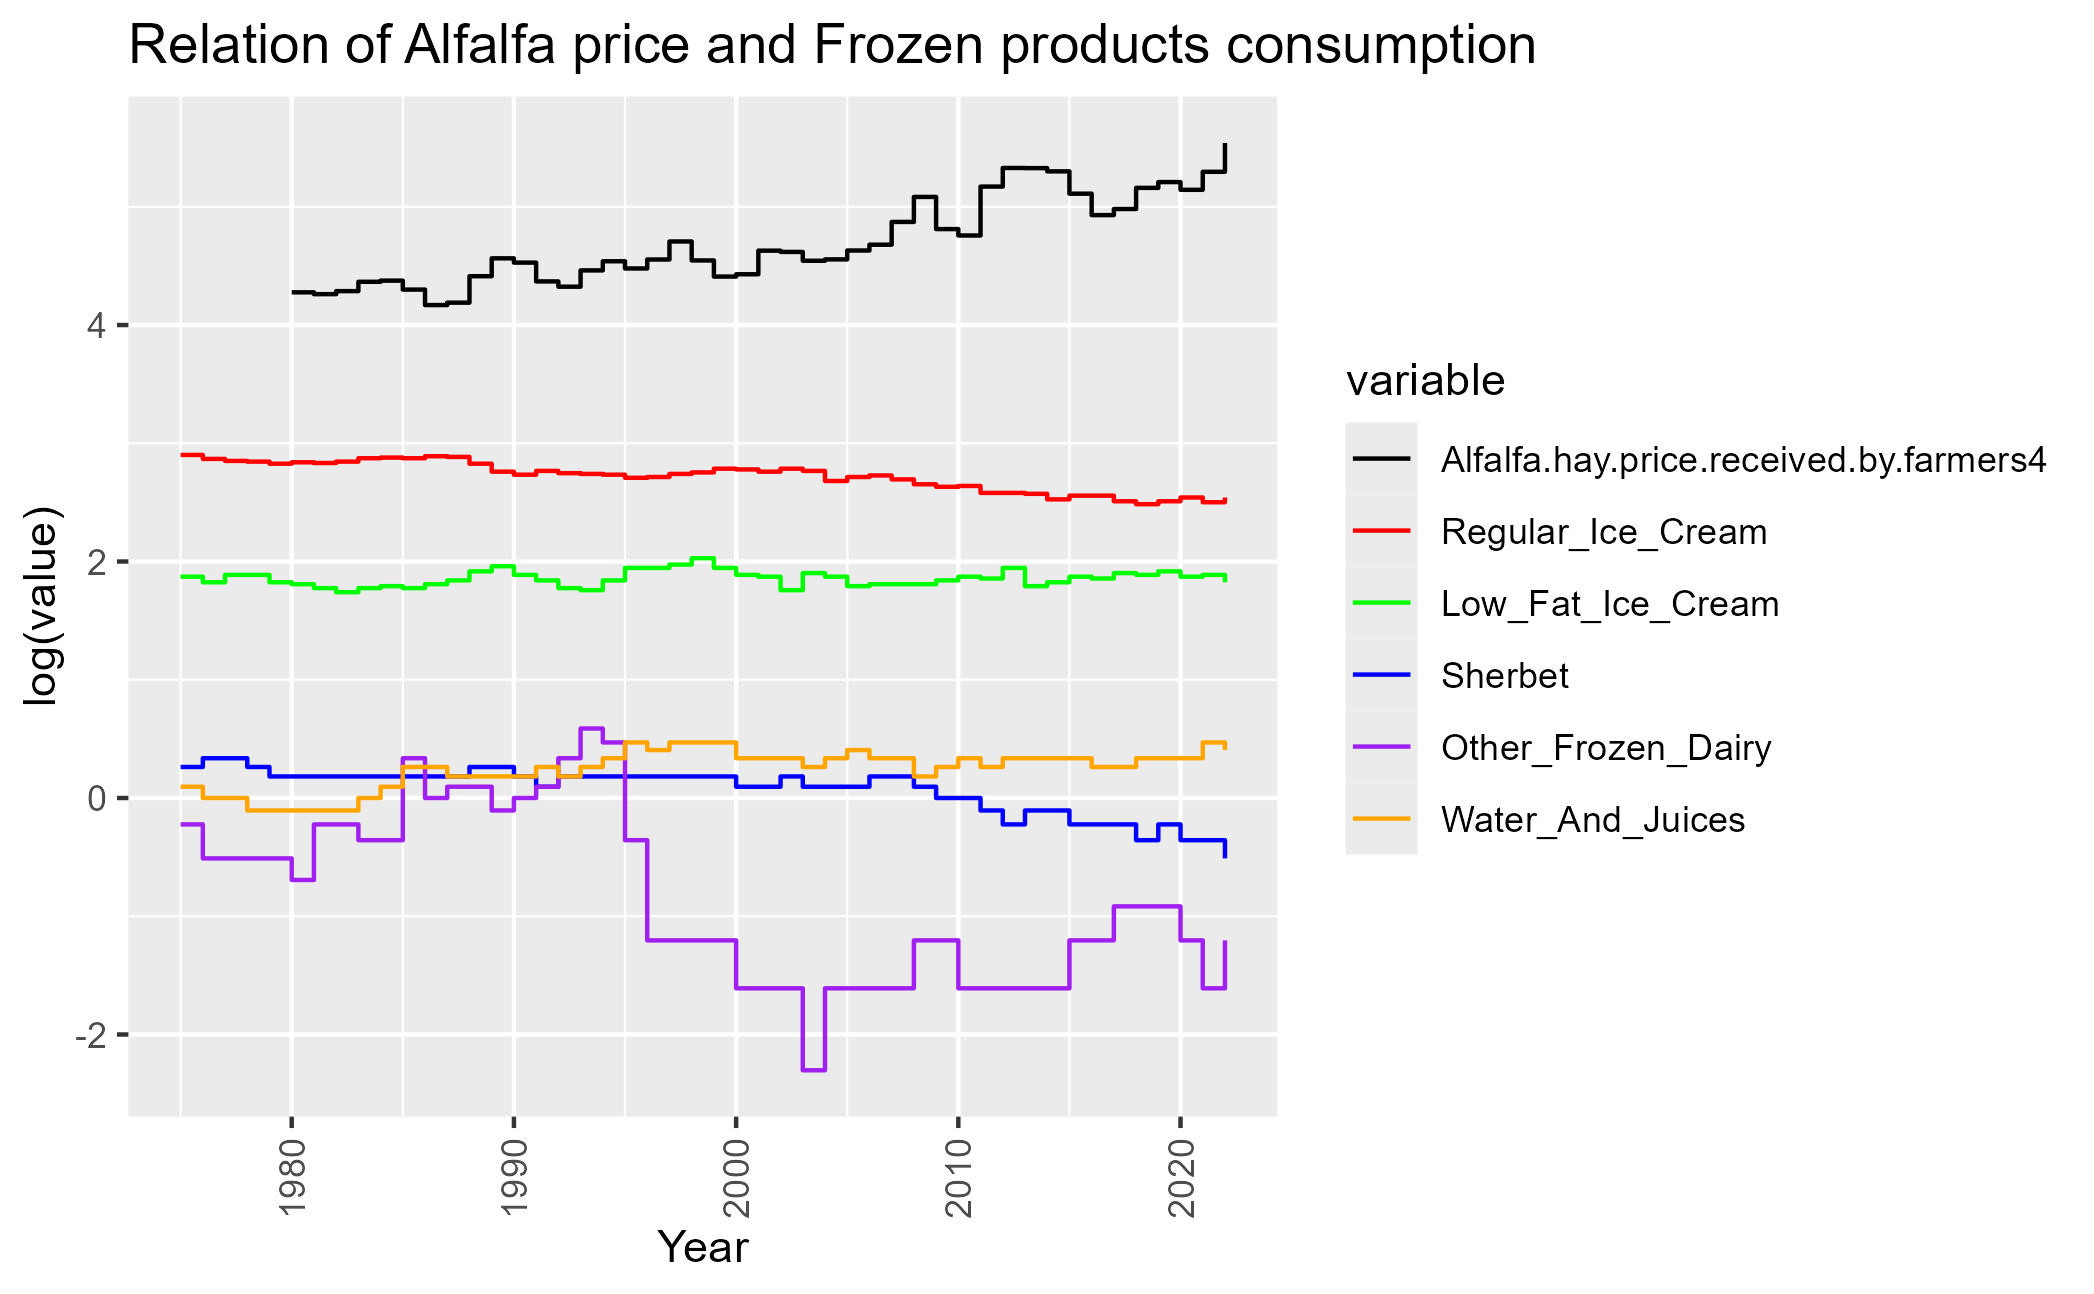 Relation of Alfalfa price and Frozen products consumption
log(value)
4
2
0
-2
1980
1990
2000
2010
2020
Year
variable
Alfalfa.hay.price.received.by.farmers4
Regular_Ice_Cream
Low_Fat_Ice_Cream
Sherbet
Other_Frozen_Dairy
Water_And_Juices